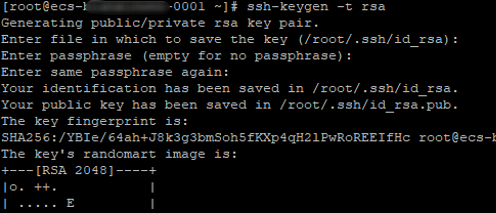 [root@ecs- -0001 ~]# ssh-keygen -t rsa
Generating public/private rsa key pair.
Enter file in which to save the key (/root/.ssh/id_rsa):
Enter passphrase (empty for no passphrase):
Enter same passphrase again:
Your identification has been saved in /root/.ssh/id_rsa.
Your public key has been saved in /root/.ssh/id_rsa.pub.
The key fingerprint is:
SHA256:/YBIe/64ah+J8k3g3bmSoh5fKXp4qH2lPwRoREEIfHc root@ecs-
The key's randomart image is:
+---[RSA 2048]----+
|o. ++. |
| ..... E |